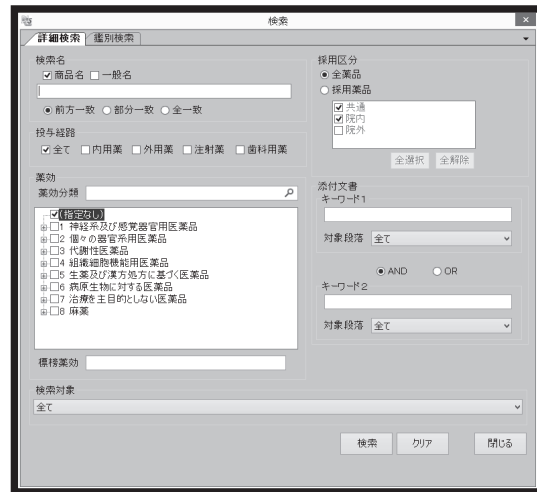 検索
詳細検索
鑑別検索
検索名
商品名 一般名
前方一致 部分一致 全一致
投与経路
全て 内用薬 外用薬 注射薬 歯科用薬
薬効
薬効分類
(指定なし)
1 神経系及び感覚器官用医薬品
2 個々の器官系用医薬品
3 代謝性医薬品
4 組織細胞機能用医薬品
5 生薬及び漢方処方に基づく医薬品
6 病原生物に対する医薬品
7 治療を主目的としない医薬品
8 麻薬
標榜薬効
採用区分
全薬品
採用薬品
共通
院内
院外
全選択 全解除
添付文書
キーワード1
対象段落 全て
AND OR
キーワード2
対象段落 全て
検索対象
全て
検索 クリア 閉じる